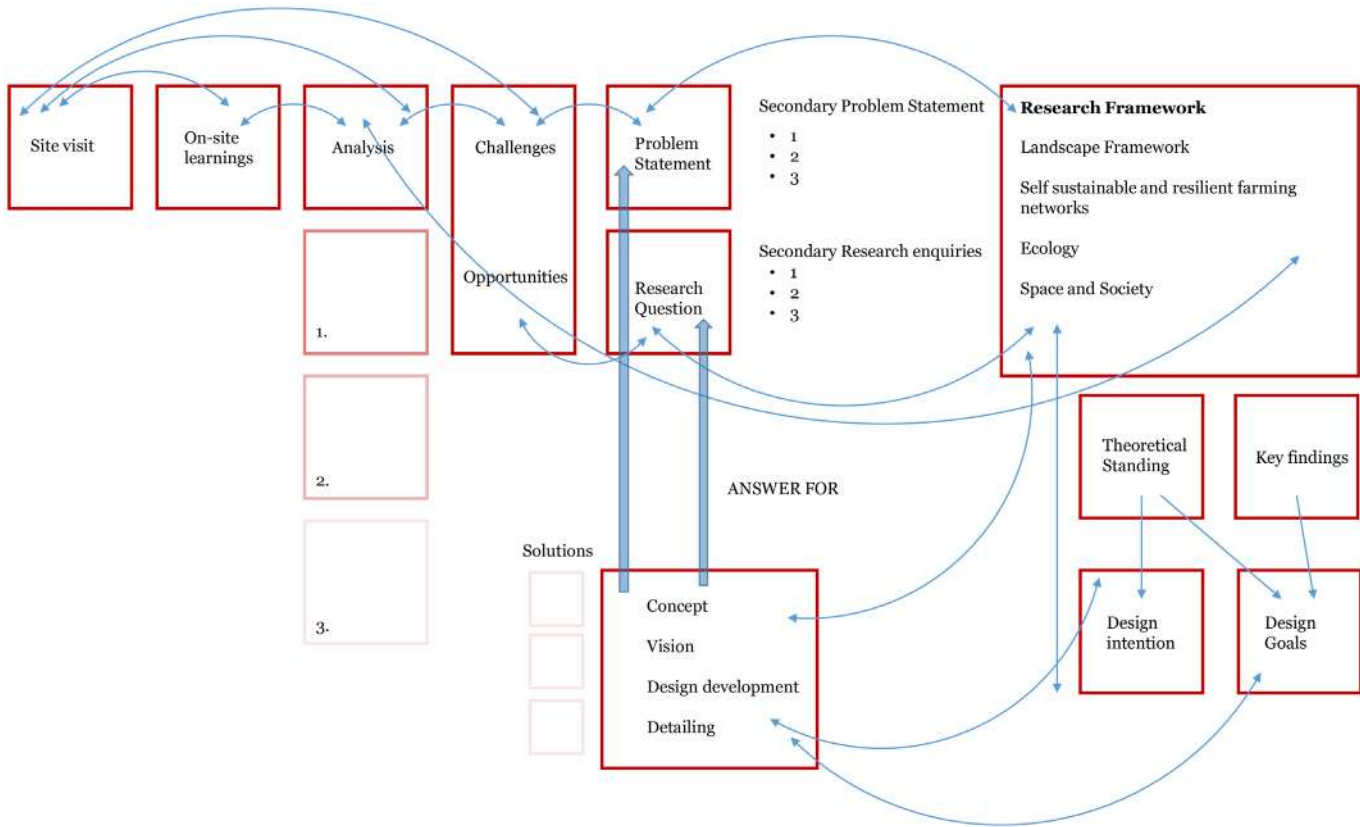 Site visit
On-site
learnings
Analysis
Challenges
Opportunities
Problem
Statement
Secondary Problem Statement
• 1
• 2
• 3
Research
Question
Secondary Research enquiries
• 1
• 2
• 3
Research Framework
Landscape Framework
Self sustainable and resilient farming
networks
Ecology
Space and Society
1.
2.
3.
ANSWER FOR
Theoretical
Standing
Key findings
Solutions
Concept
Vision
Design development
Detailing
Design
intention
Design
Goals